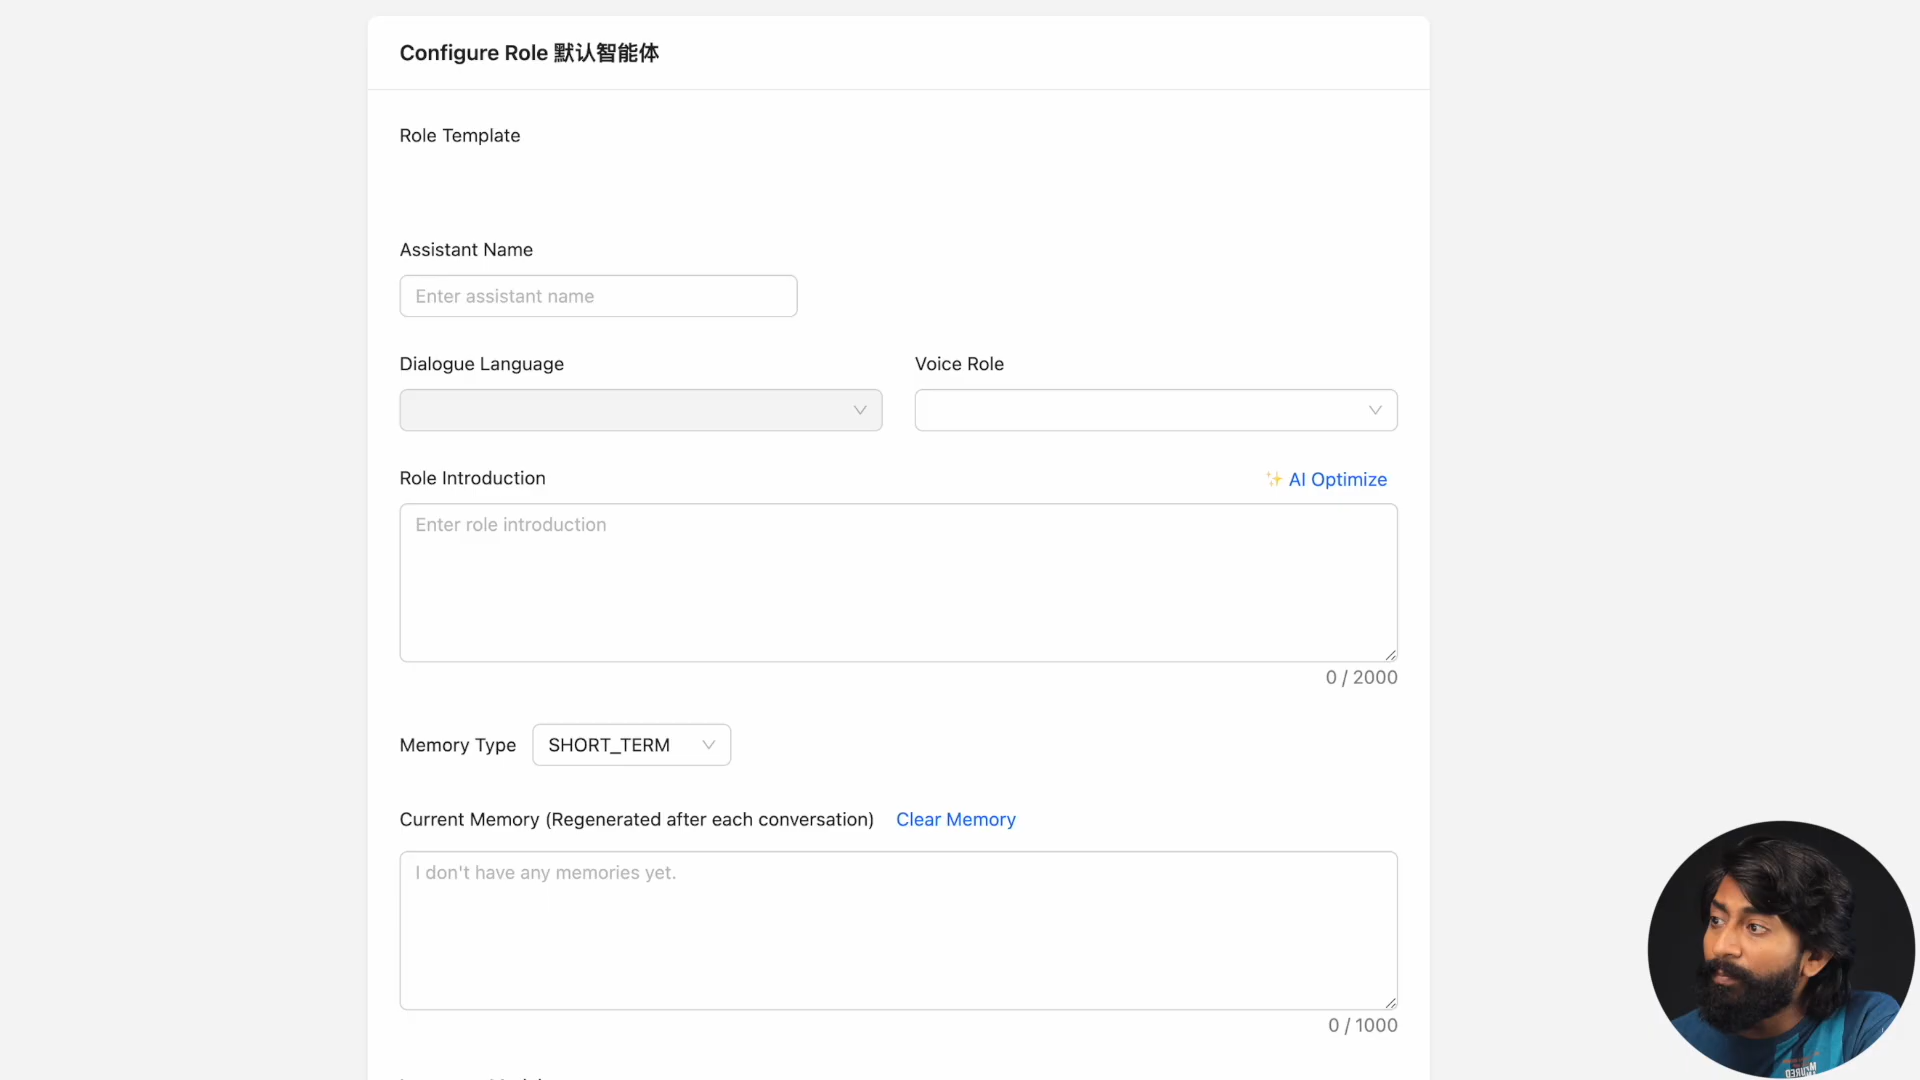 Configure Role 默认智能体
Role Template
Assistant Name
Enter assistant name
Dialogue Language
Voice Role
Role Introduction
✨ AI Optimize
Enter role introduction
0 / 2000
Memory Type
SHORT_TERM
Current Memory (Regenerated after each conversation)
Clear Memory
I don't have any memories yet.
0 / 1000